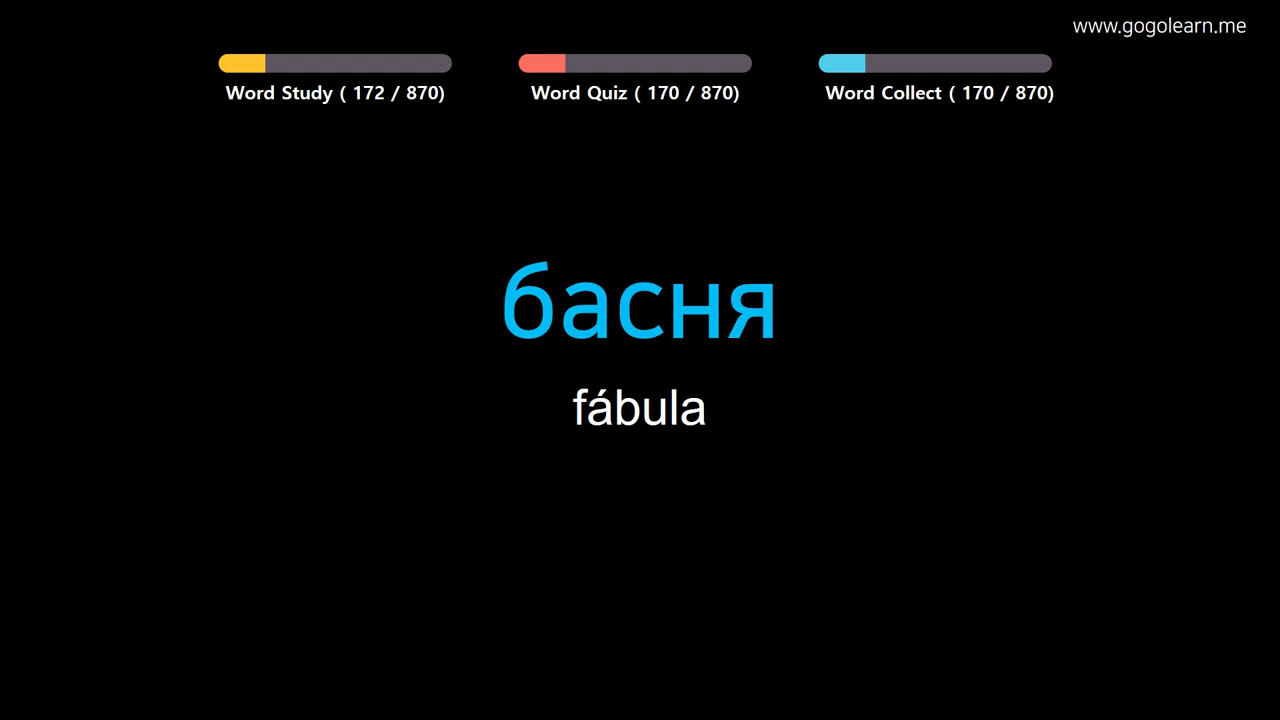 www.gogolearn.me
Word Study ( 172 / 870)
Word Quiz ( 170 / 870)
Word Collect ( 170 / 870)
басня
fábula